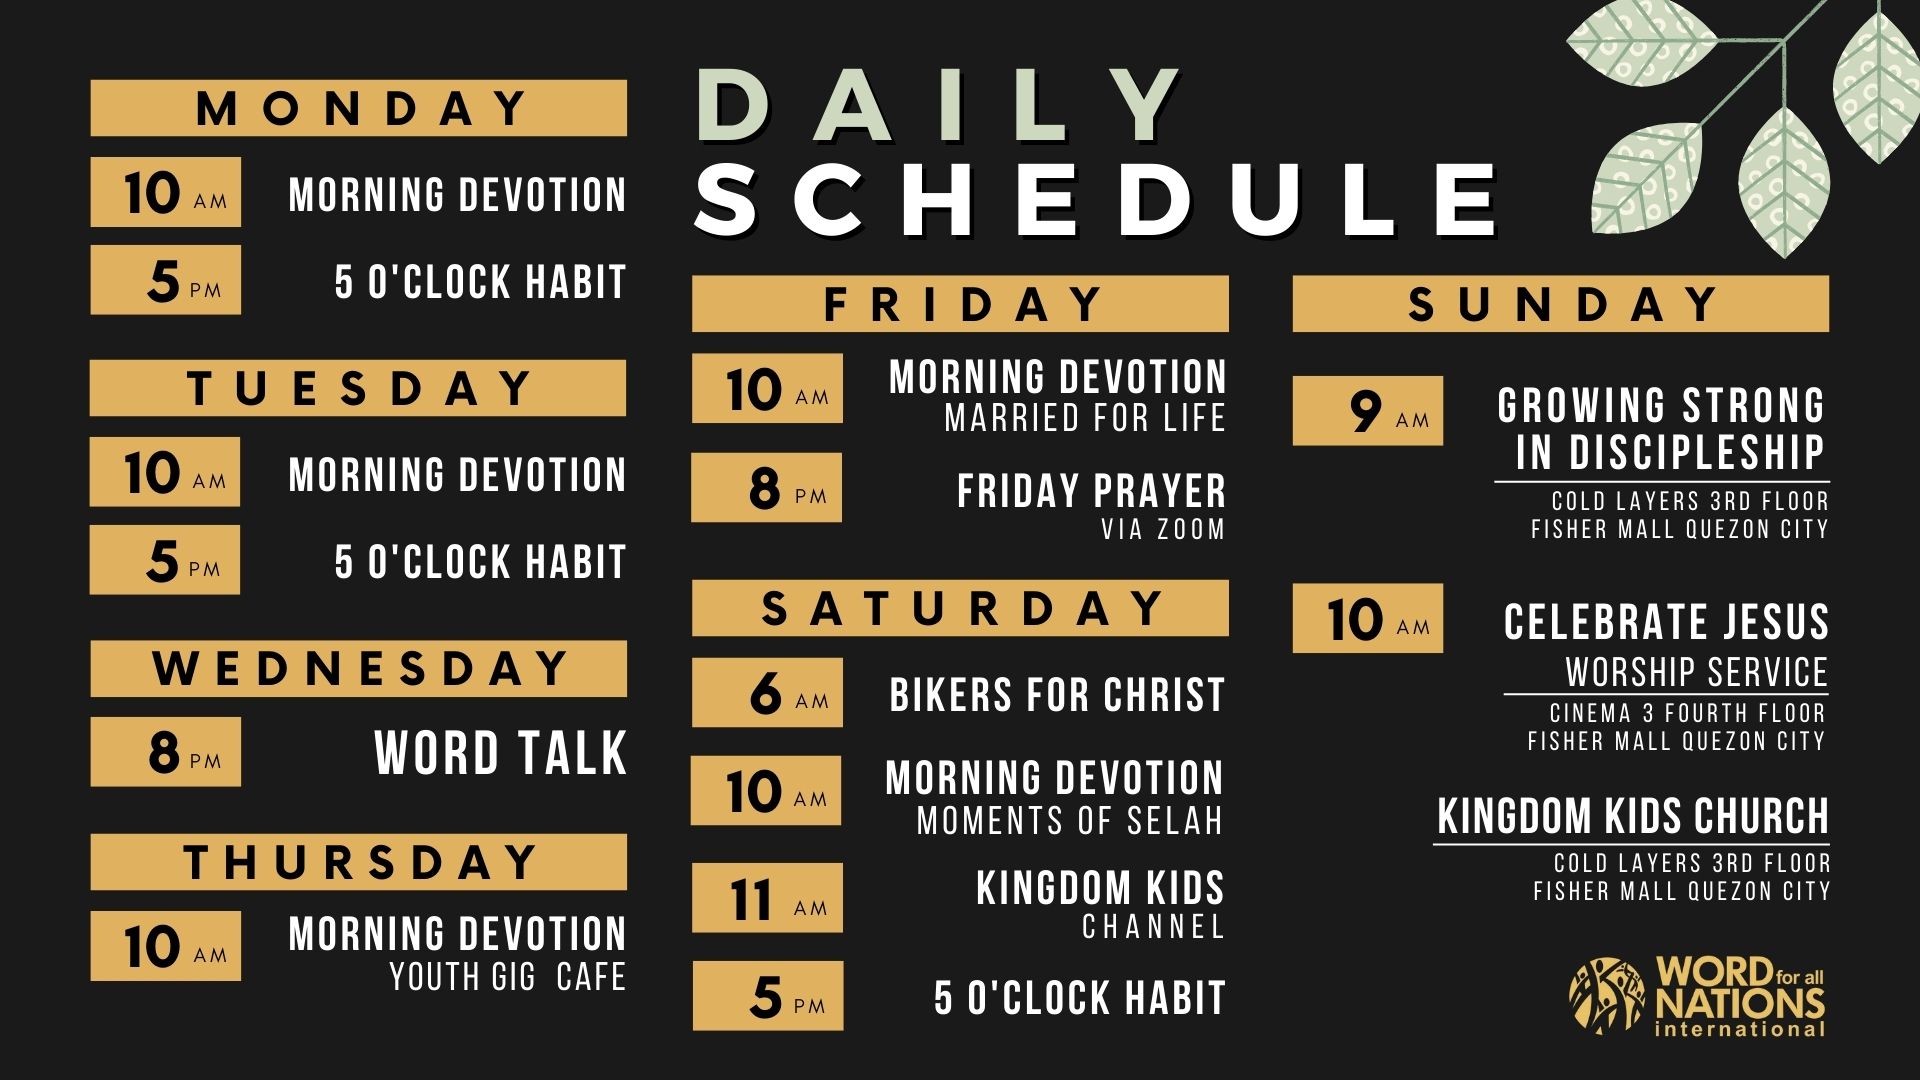 DAILY
SCHEDULE
MONDAY
10 AM MORNING DEVOTION
5 PM 5 O'CLOCK HABIT
TUESDAY
10 AM MORNING DEVOTION
5 PM 5 O'CLOCK HABIT
WEDNESDAY
8 PM WORD TALK
THURSDAY
10 AM MORNING DEVOTION
YOUTH GIG CAFE
FRIDAY
10 AM MORNING DEVOTION
MARRIED FOR LIFE
8 PM FRIDAY PRAYER
VIA ZOOM
SATURDAY
6 AM BIKERS FOR CHRIST
10 AM MORNING DEVOTION
MOMENTS OF SELAH
11 AM KINGDOM KIDS
CHANNEL
5 PM 5 O'CLOCK HABIT
SUNDAY
9 AM GROWING STRONG
IN DISCIPLESHIP
COLD LAYERS 3RD FLOOR
FISHER MALL QUEZON CITY
10 AM CELEBRATE JESUS
WORSHIP SERVICE
CINEMA 3 FOURTH FLOOR
FISHER MALL QUEZON CITY
KINGDOM KIDS CHURCH
COLD LAYERS 3RD FLOOR
FISHER MALL QUEZON CITY
WORD for all
NATIONS
international